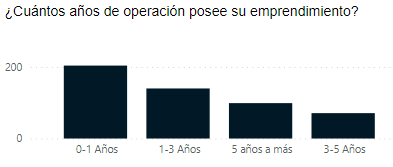 ¿Cuántos años de operación posee su emprendimiento?
200
0
0-1 Años 1-3 Años 5 años a más 3-5 Años